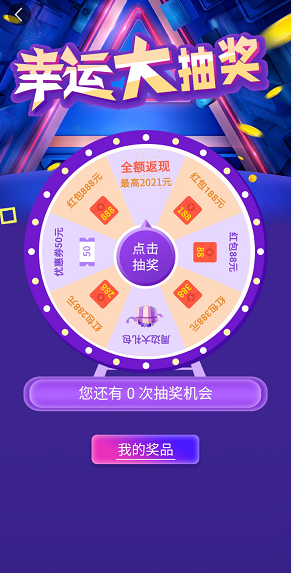 幸运大抽奖
全额返现
最高2021元
红包188元
188
红包88元
88
红包388元
388
周边大礼包
红包288元
288
优惠券50元
50
红包888元
888
点击
抽奖
您还有 0 次抽奖机会
我的奖品